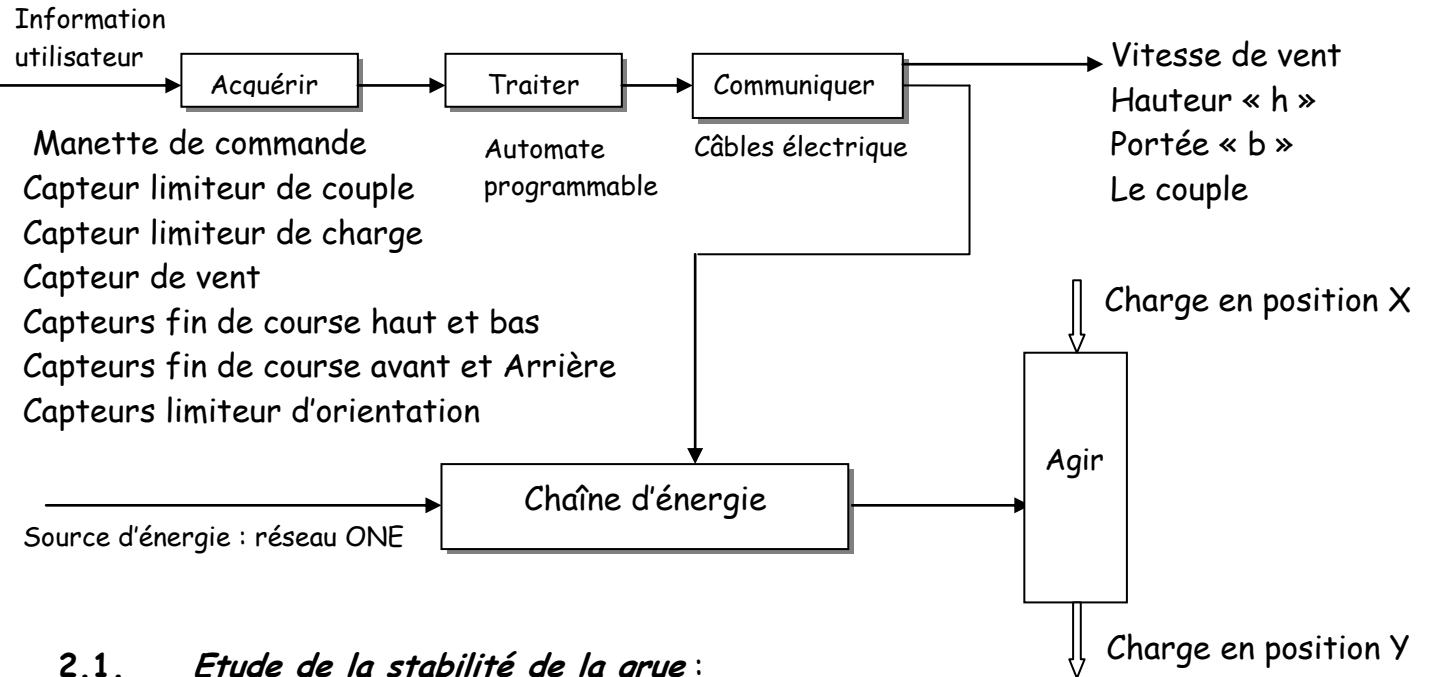 Information
utilisateur
Acquérir
Traiter
Communiquer
Vitesse de vent
Hauteur « h »
Portée « b »
Le couple
Manette de commande
Capteur limiteur de couple
Capteur limiteur de charge
Capteur de vent
Capteurs fin de course haut et bas
Capteurs fin de course avant et Arrière
Capteurs limiteur d'orientation
Automate
programmable
Câbles électrique
Charge en position X
Agir
Chaîne d'énergie
Source d'énergie : réseau ONE
Charge en position Y
2.1. Etude de la stabilité de la grue :